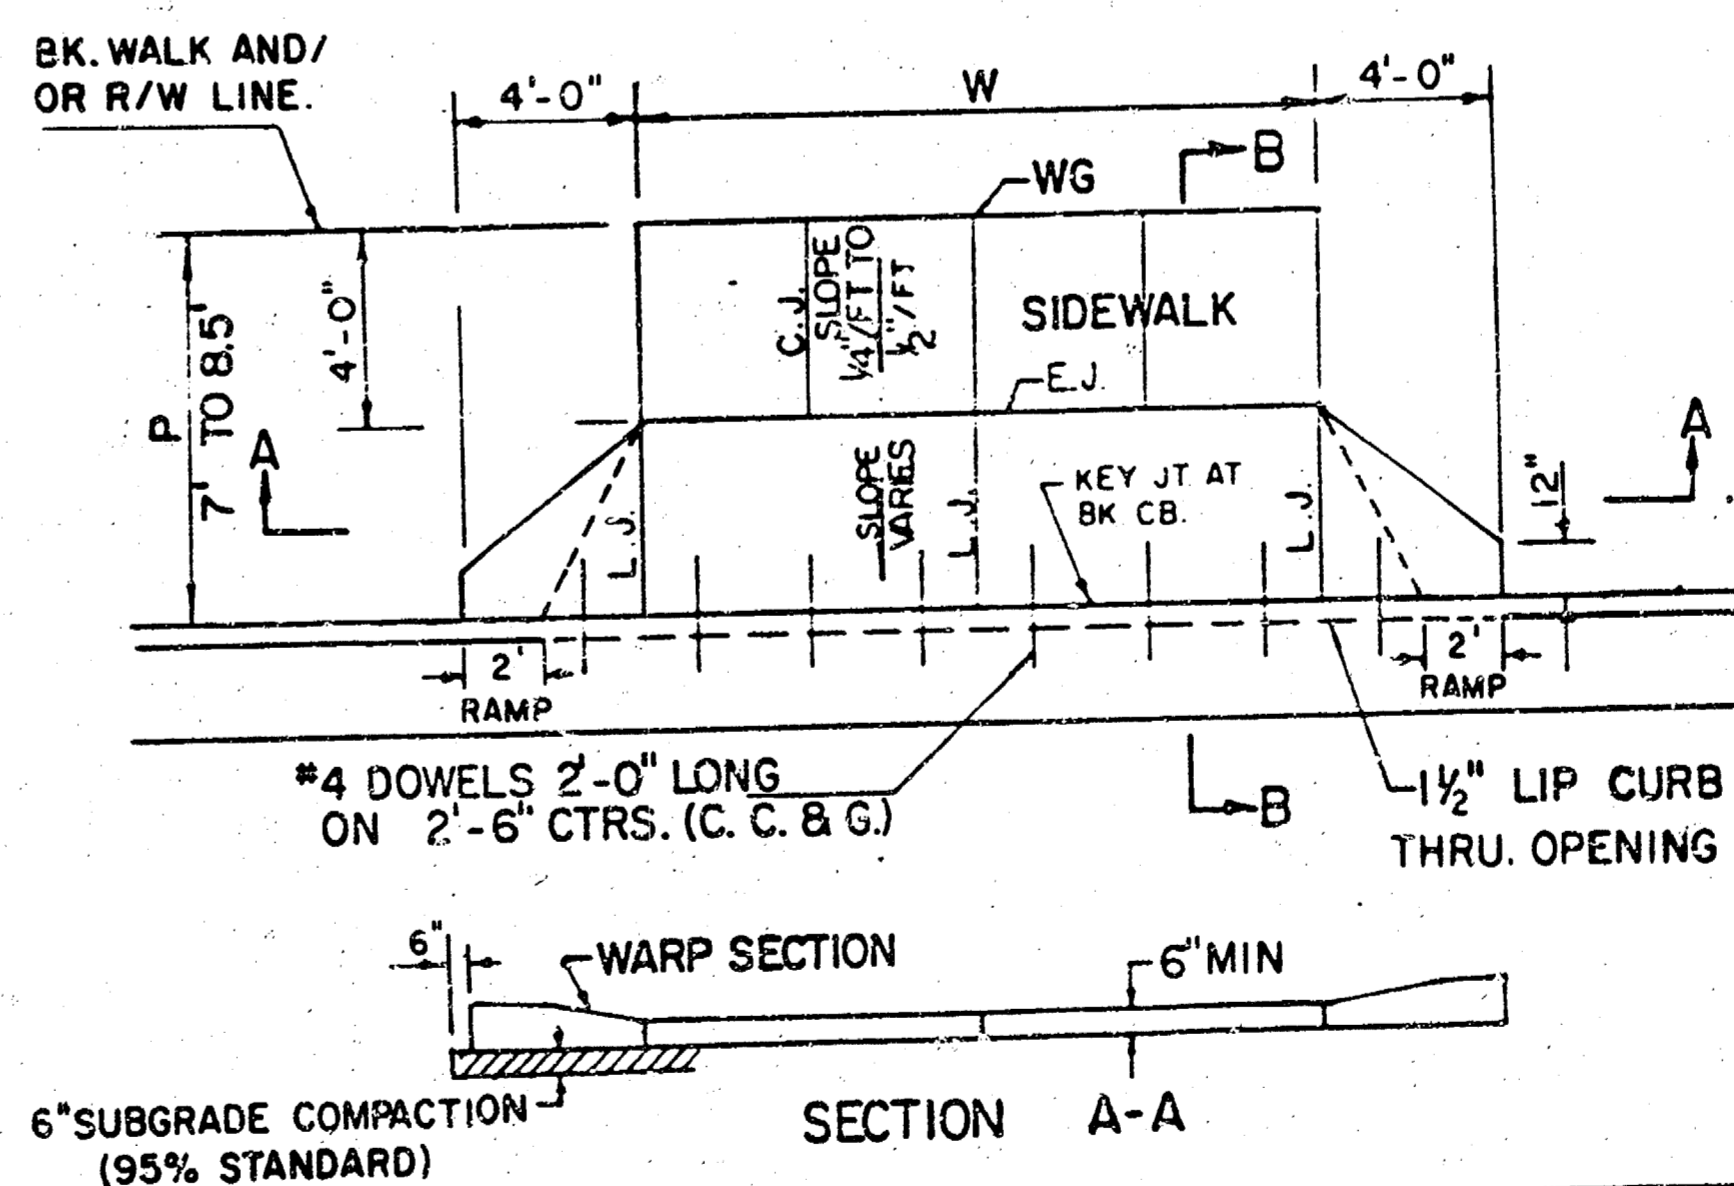 BK. WALK AND/
OR R/W LINE.
4'-0"
W
4'-0"
B
WG
P
7' TO 8.5'
4'-0"
C.J.
SLOPE
1/4"/FT TO
1/2"/FT
SIDEWALK
E.J.
A
A
12"
L.J.
SLOPE
VARIES
L.J.
KEY JT AT
BK CB.
L.J.
2'
RAMP
2'
RAMP
#4 DOWELS 2'-0" LONG
ON 2'-6" CTRS. (C. C. & G.)
B
1½" LIP CURB
THRU. OPENING
6"
WARP SECTION
6" MIN
6" SUBGRADE COMPACTION
(95% STANDARD)
SECTION A-A